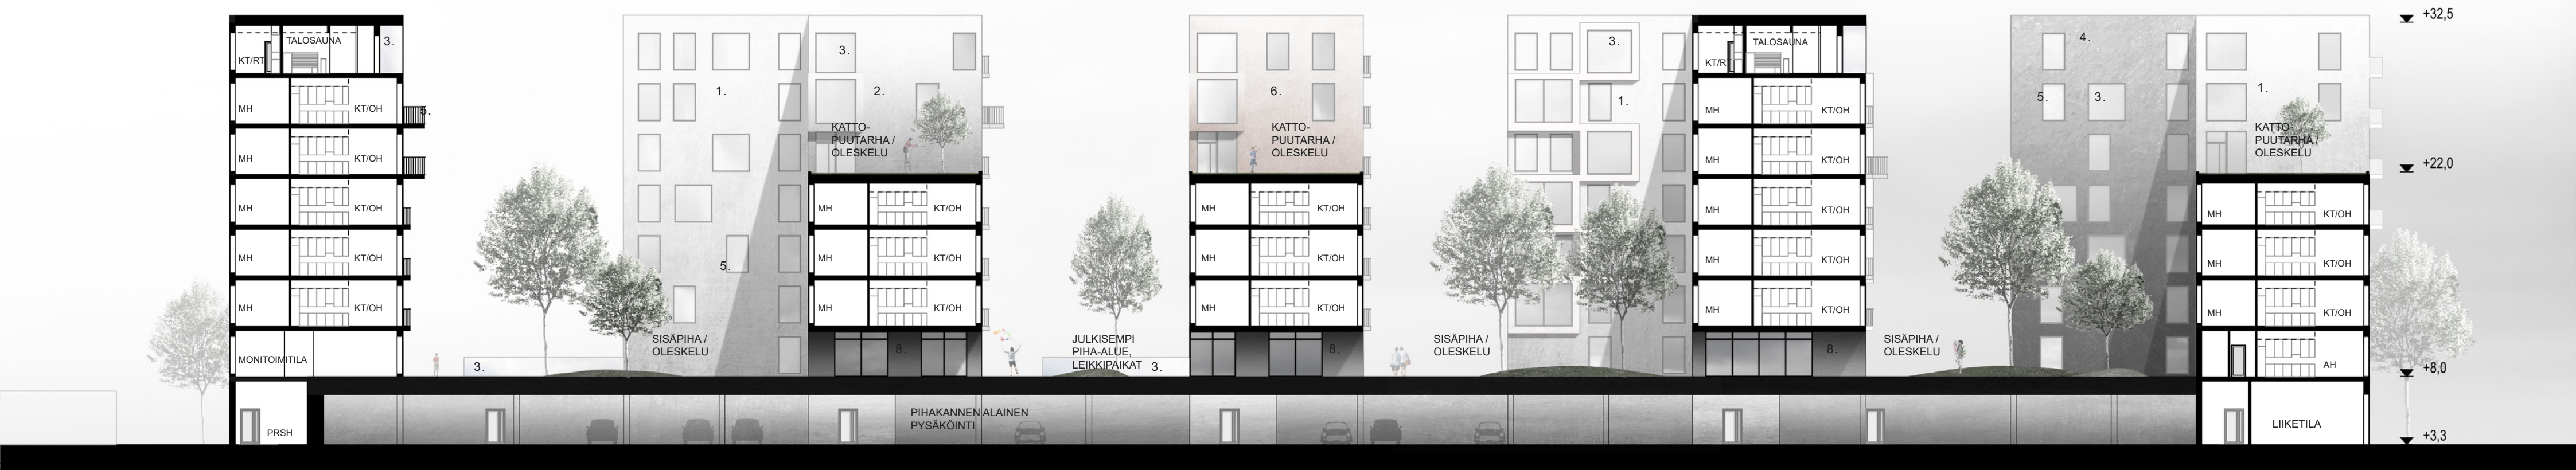 TALOSAUNA
3.
KT/RT
MH
KT/OH
5.
MH
KT/OH
MH
KT/OH
MH
KT/OH
MH
KT/OH
MONITOIMITILA
PRSH
3.
1.
5.
SISÄPIHA /
OLESKELU
3.
2.
KATTO-
PUUTARHA /
OLESKELU
MH
KT/OH
MH
KT/OH
MH
KT/OH
8.
PIHAKANNEN ALAINEN
PYSÄKÖINTI
JULKISEMPI
PIHA-ALUE,
LEIKKIPAIKAT
3.
6.
KATTO-
PUUTARHA /
OLESKELU
MH
KT/OH
MH
KT/OH
MH
KT/OH
8.
SISÄPIHA /
OLESKELU
3.
1.
TALOSAUNA
KT/RT
MH
KT/OH
MH
KT/OH
MH
KT/OH
MH
KT/OH
MH
KT/OH
8.
SISÄPIHA /
OLESKELU
4.
5.
3.
1.
KATTO-
PUUTARHA /
OLESKELU
MH
KT/OH
MH
KT/OH
MH
KT/OH
AH
LIIKETILA
+32,5
+22,0
+8,0
+3,3